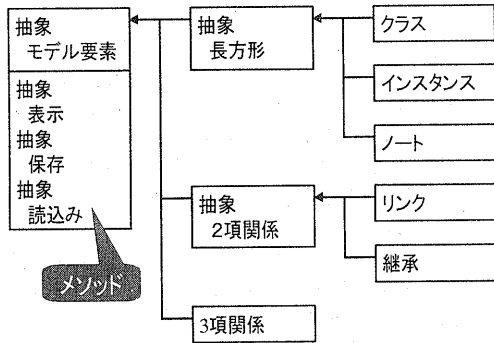 抽象
モデル要素
抽象
表示
抽象
保存
抽象
読込み
メソッド
抽象
長方形
抽象
2項関係
3項関係
クラス
インスタンス
ノート
リンク
継承